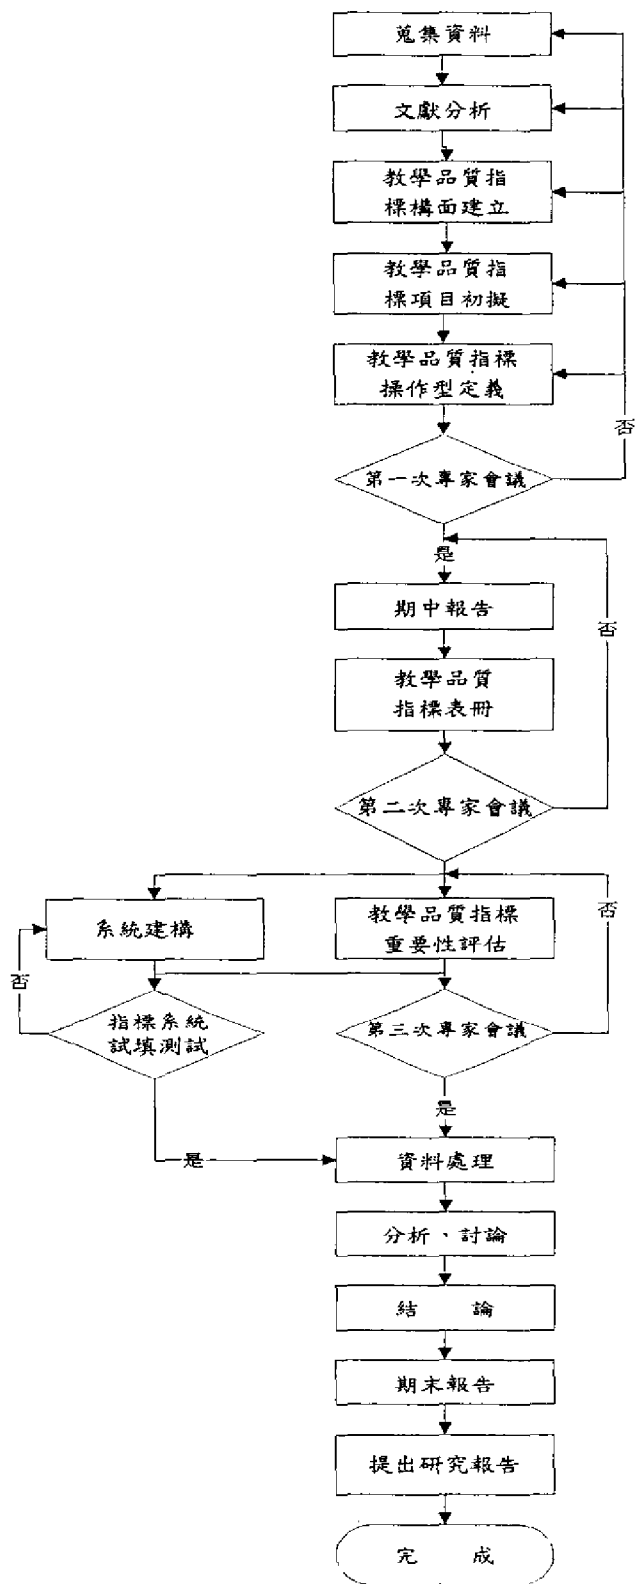 蒐集資料
文獻分析
教學品質指
標構面建立
教學品質指
標項目初擬
教學品質指標
操作型定義
否
第一次專家會議
是
期中報告
否
教學品質
指標表冊
第二次專家會議
系統建構
教學品質指標
重要性評估
否
否
指標系統
試填測試
第三次專家會議
是
是
資料處理
分析、討論
結 論
期末報告
提出研究報告
完 成